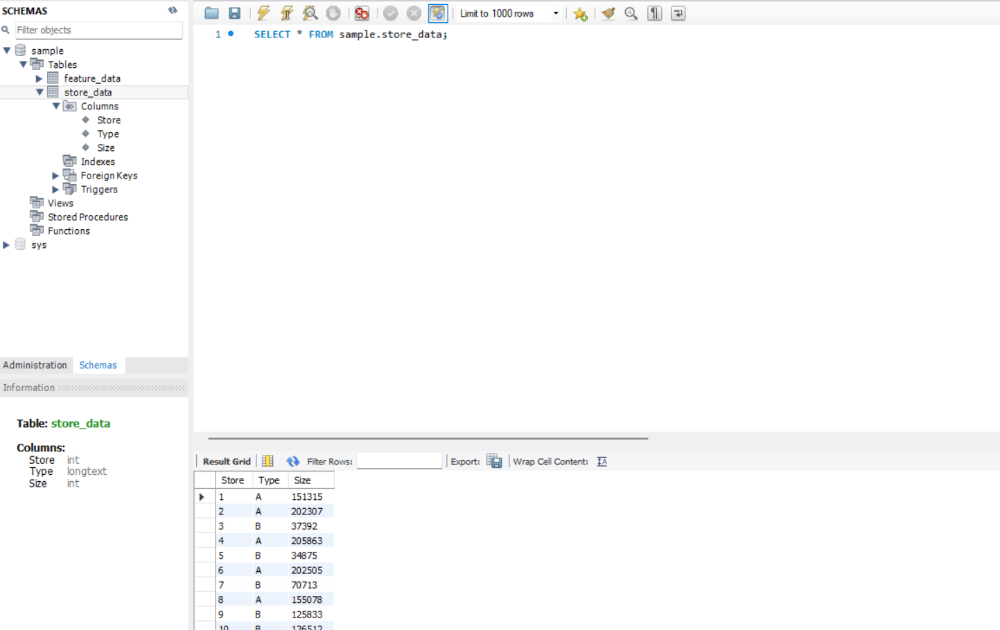 SCHEMAS
Filter objects
sample
Tables
feature_data
store_data
Columns
Store
Type
Size
Indexes
Foreign Keys
Triggers
Views
Stored Procedures
Functions
sys
Administration Schemas
Information
Table: store_data
Columns:
Store int
Type longtext
Size int
Limit to 1000 rows
1 SELECT * FROM sample.store_data;
Result Grid Filter Rows: Export: Wrap Cell Content:
Store Type Size
1 A 151315
2 A 202307
3 B 37392
4 A 205863
5 B 34875
6 A 202505
7 B 70713
8 A 155078
9 B 125833
10 B 126512